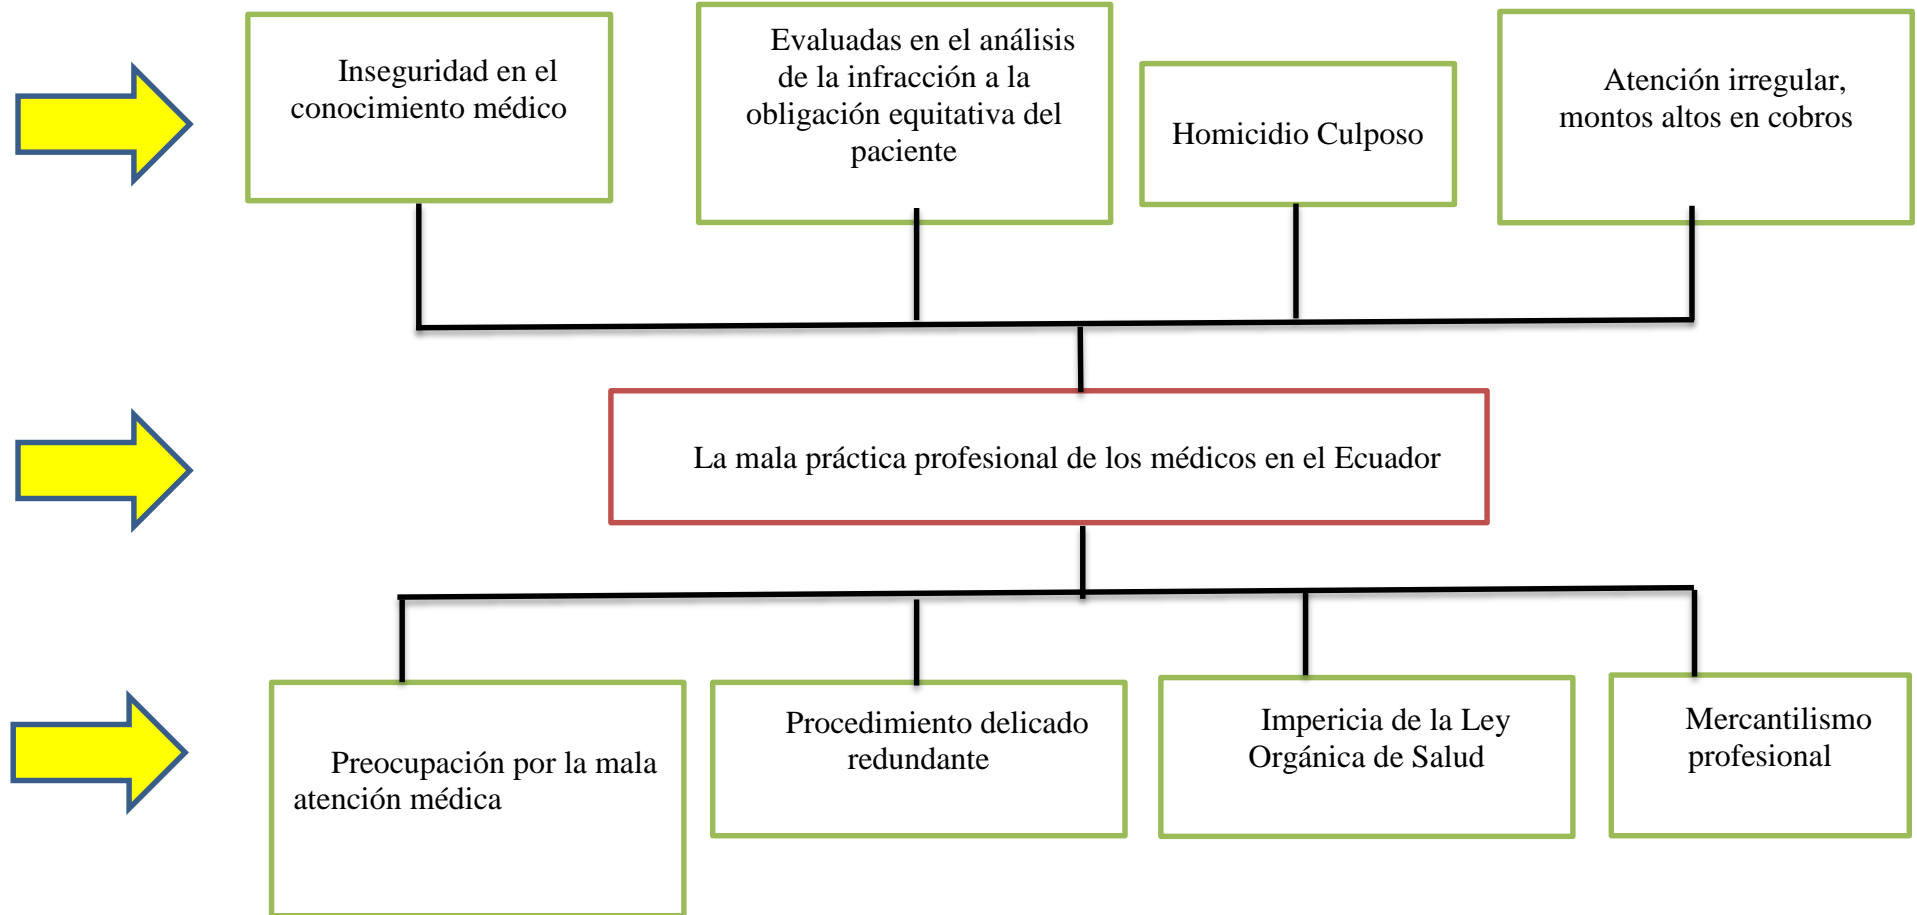 Inseguridad en el
conocimiento médico
Evaluadas en el análisis
de la infracción a la
obligación equitativa del
paciente
Homicidio Culposo
Atención irregular,
montos altos en cobros
La mala práctica profesional de los médicos en el Ecuador
Preocupación por la mala
atención médica
Procedimiento delicado
redundante
Impericia de la Ley
Orgánica de Salud
Mercantilismo
profesional